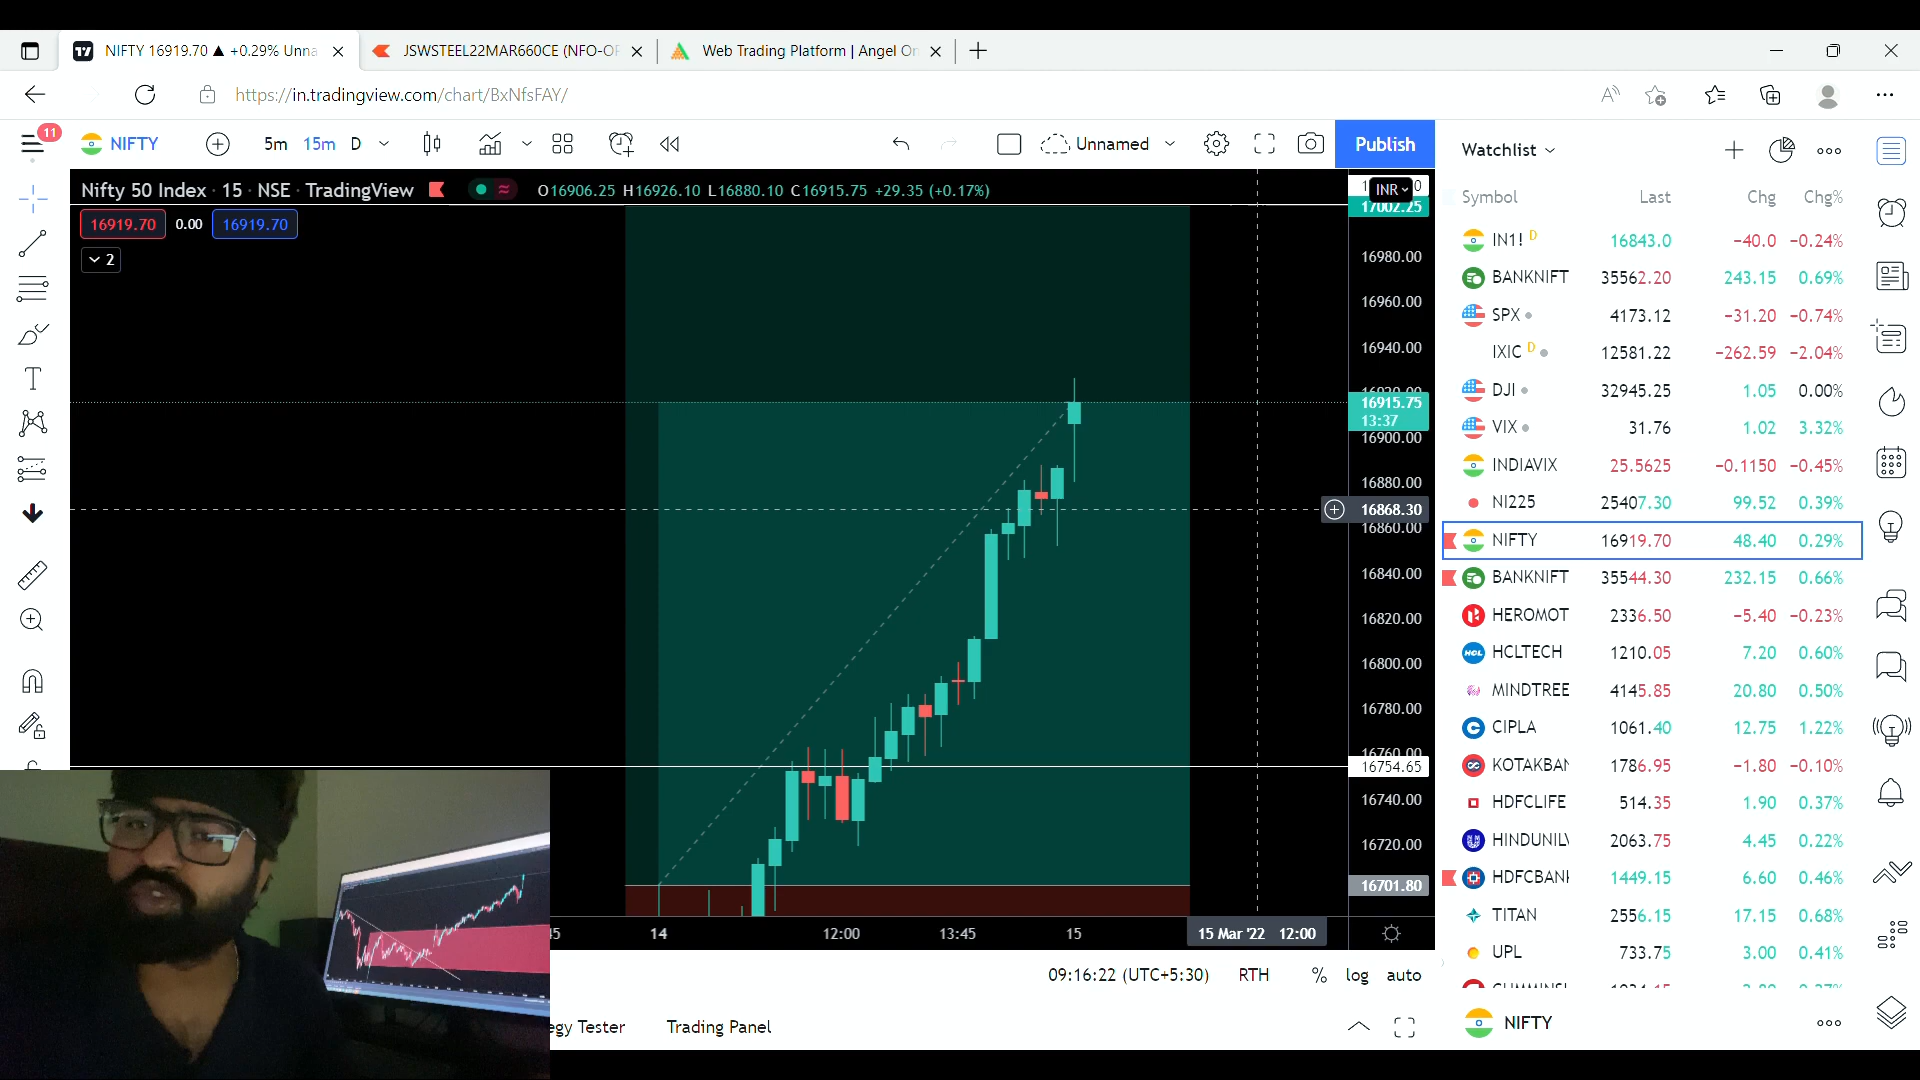 NIFTY 16919.70 ▲ +0.29% Unna
JSWSTEEL22MAR660CE (NFO-OP
Web Trading Platform | Angel On
https://in.tradingview.com/chart/BxNfsFAY/
11
NIFTY
5m
15m
D
Unnamed
Publish
Nifty 50 Index · 15 · NSE · TradingView
O16906.25 H16926.10 L16880.10 C16915.75 +29.35 (+0.17%)
16919.70
0.00
16919.70
2
INR
17002.25
16980.00
16960.00
16940.00
16920.00
16915.75
13:37
16900.00
16880.00
16868.30
16860.00
16840.00
16820.00
16800.00
16780.00
16760.00
16754.65
16740.00
16720.00
16701.80
14
12:00
13:45
15
15 Mar '22 12:00
09:16:22 (UTC+5:30)
RTH
%
log
auto
egy Tester
Trading Panel
Watchlist
Symbol Last Chg Chg%
IN1! D 16843.0 −40.0 −0.24%
BANKNIFT 35562.20 243.15 0.69%
SPX 4173.12 −31.20 −0.74%
IXIC D 12581.22 −262.59 −2.04%
DJI 32945.25 1.05 0.00%
VIX 31.76 1.02 3.32%
INDIAVIX 25.5625 −0.1150 −0.45%
NI225 25407.30 99.52 0.39%
NIFTY 16919.70 48.40 0.29%
BANKNIFT 35544.30 232.15 0.66%
HEROMOT 2336.50 −5.40 −0.23%
HCLTECH 1210.05 7.20 0.60%
MINDTREE 4145.85 20.80 0.50%
CIPLA 1061.40 12.75 1.22%
KOTAKBAN 1786.95 −1.80 −0.10%
HDFCLIFE 514.35 1.90 0.37%
HINDUNILV 2063.75 4.45 0.22%
HDFCBANK 1449.15 6.60 0.46%
TITAN 2556.15 17.15 0.68%
UPL 733.75 3.00 0.41%
NIFTY